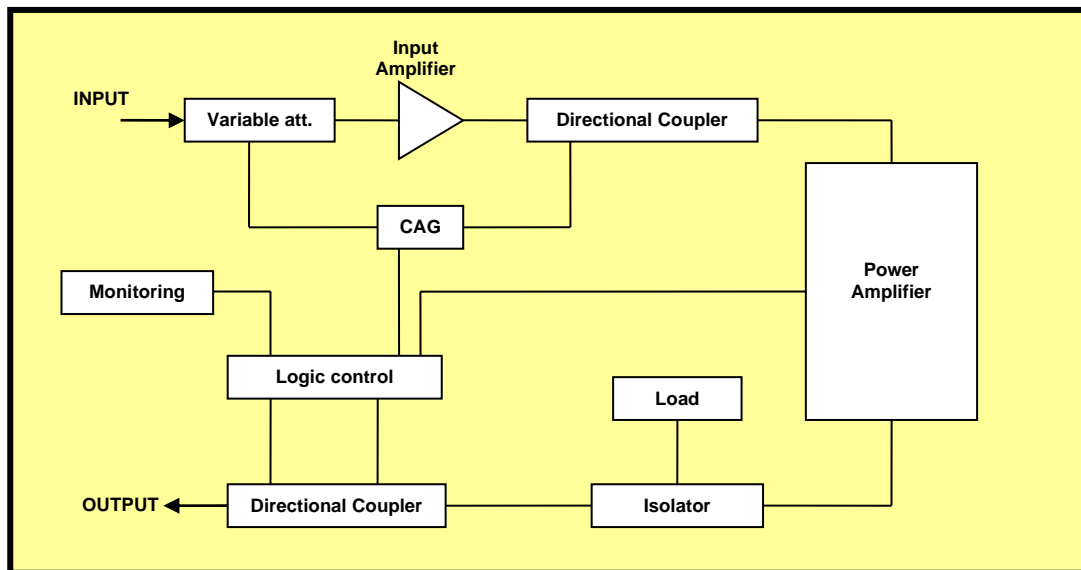 Input
Amplifier
INPUT
Variable att.
Directional Coupler
CAG
Power
Amplifier
Monitoring
Logic control
Load
OUTPUT
Directional Coupler
Isolator